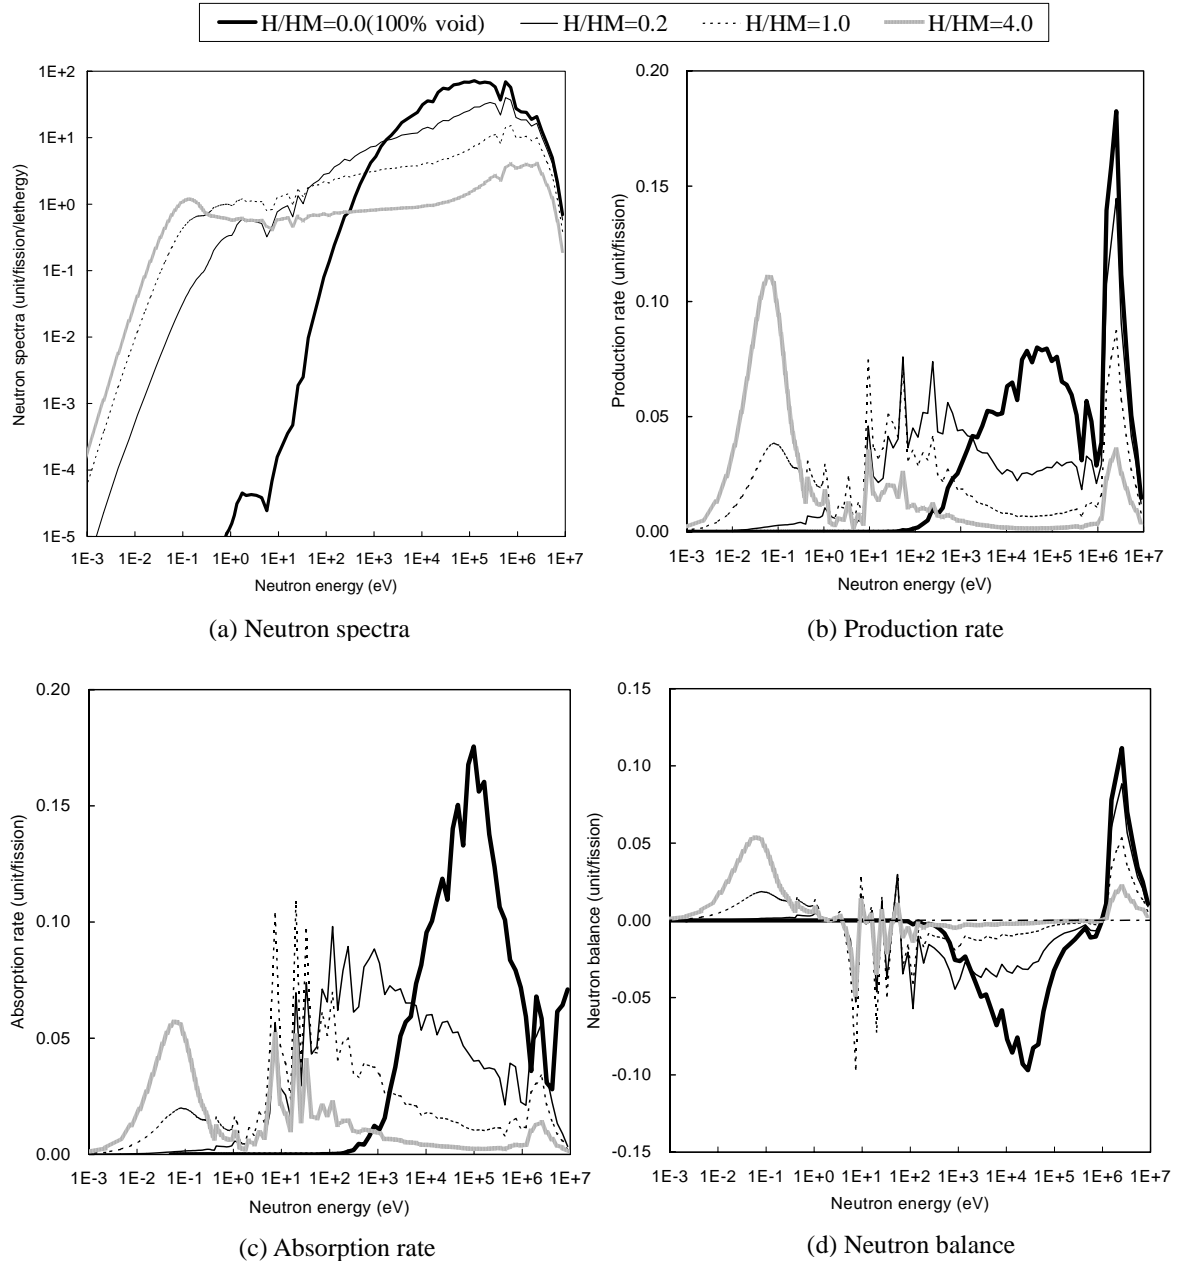 H/HM=0.0(100% void) H/HM=0.2 H/HM=1.0 H/HM=4.0
1E+2
1E+1
1E+0
1E-1
1E-2
1E-3
1E-4
1E-5
Neutron spectra (unit/fission/lethergy)
1E-3 1E-2 1E-1 1E+0 1E+1 1E+2 1E+3 1E+4 1E+5 1E+6 1E+7
Neutron energy (eV)
(a) Neutron spectra
0.20
0.15
0.10
0.05
0.00
Production rate (unit/fission)
1E-3 1E-2 1E-1 1E+0 1E+1 1E+2 1E+3 1E+4 1E+5 1E+6 1E+7
Neutron energy (eV)
(b) Production rate
0.20
0.15
0.10
0.05
0.00
Absorption rate (unit/fission)
1E-3 1E-2 1E-1 1E+0 1E+1 1E+2 1E+3 1E+4 1E+5 1E+6 1E+7
Neutron energy (eV)
(c) Absorption rate
0.15
0.10
0.05
0.00
-0.05
-0.10
-0.15
Neutron balance (unit/fission)
1E-3 1E-2 1E-1 1E+0 1E+1 1E+2 1E+3 1E+4 1E+5 1E+6 1E+7
Neutron energy (eV)
(d) Neutron balance